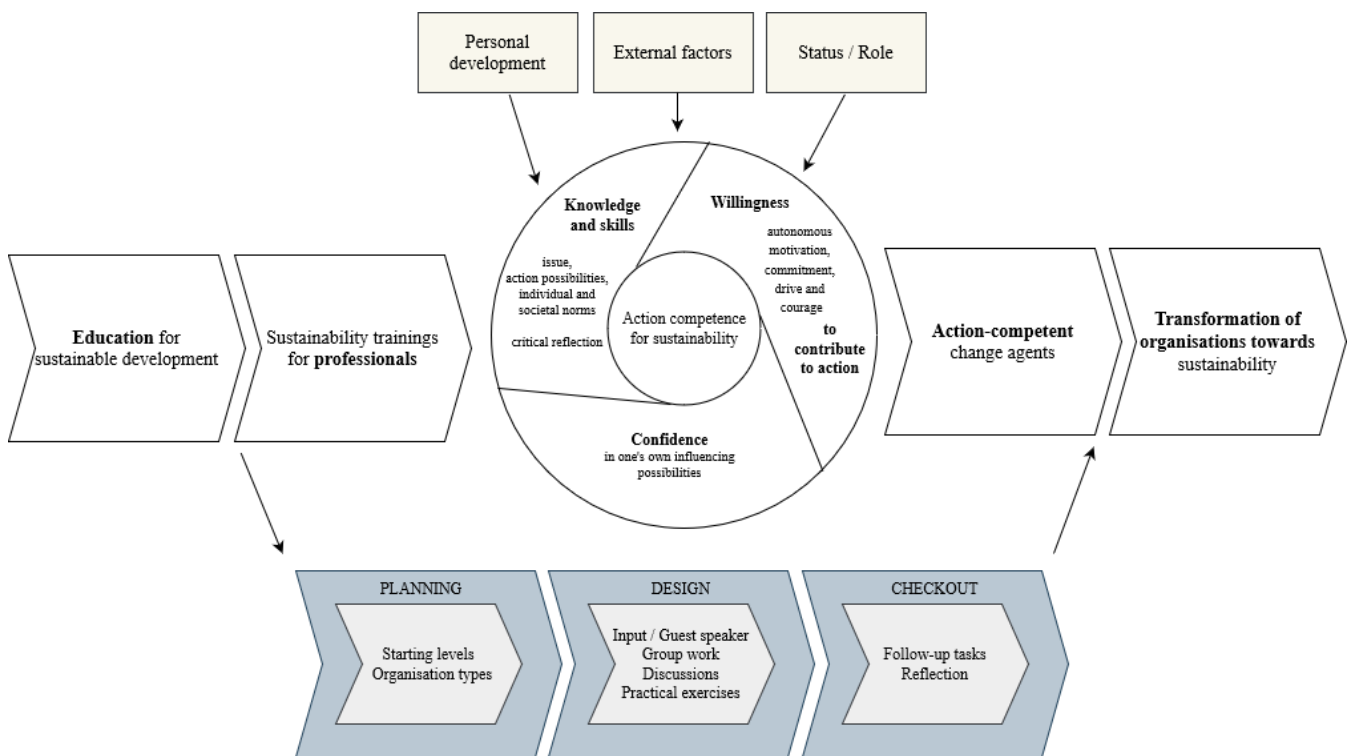 Personal
development
External factors
Status / Role
Knowledge
and skills
issue,
action possibilities,
individual and
societal norms
critical reflection
Willingness
autonomous
motivation,
commitment,
drive and
courage
to
contribute
to action
Action competence
for sustainability
Confidence
in one's own influencing
possibilities
Education for
sustainable development
Sustainability trainings
for professionals
Action-competent
change agents
Transformation of
organisations towards
sustainability
PLANNING
Starting levels
Organisation types
DESIGN
Input / Guest speaker
Group work
Discussions
Practical exercises
CHECKOUT
Follow-up tasks
Reflection